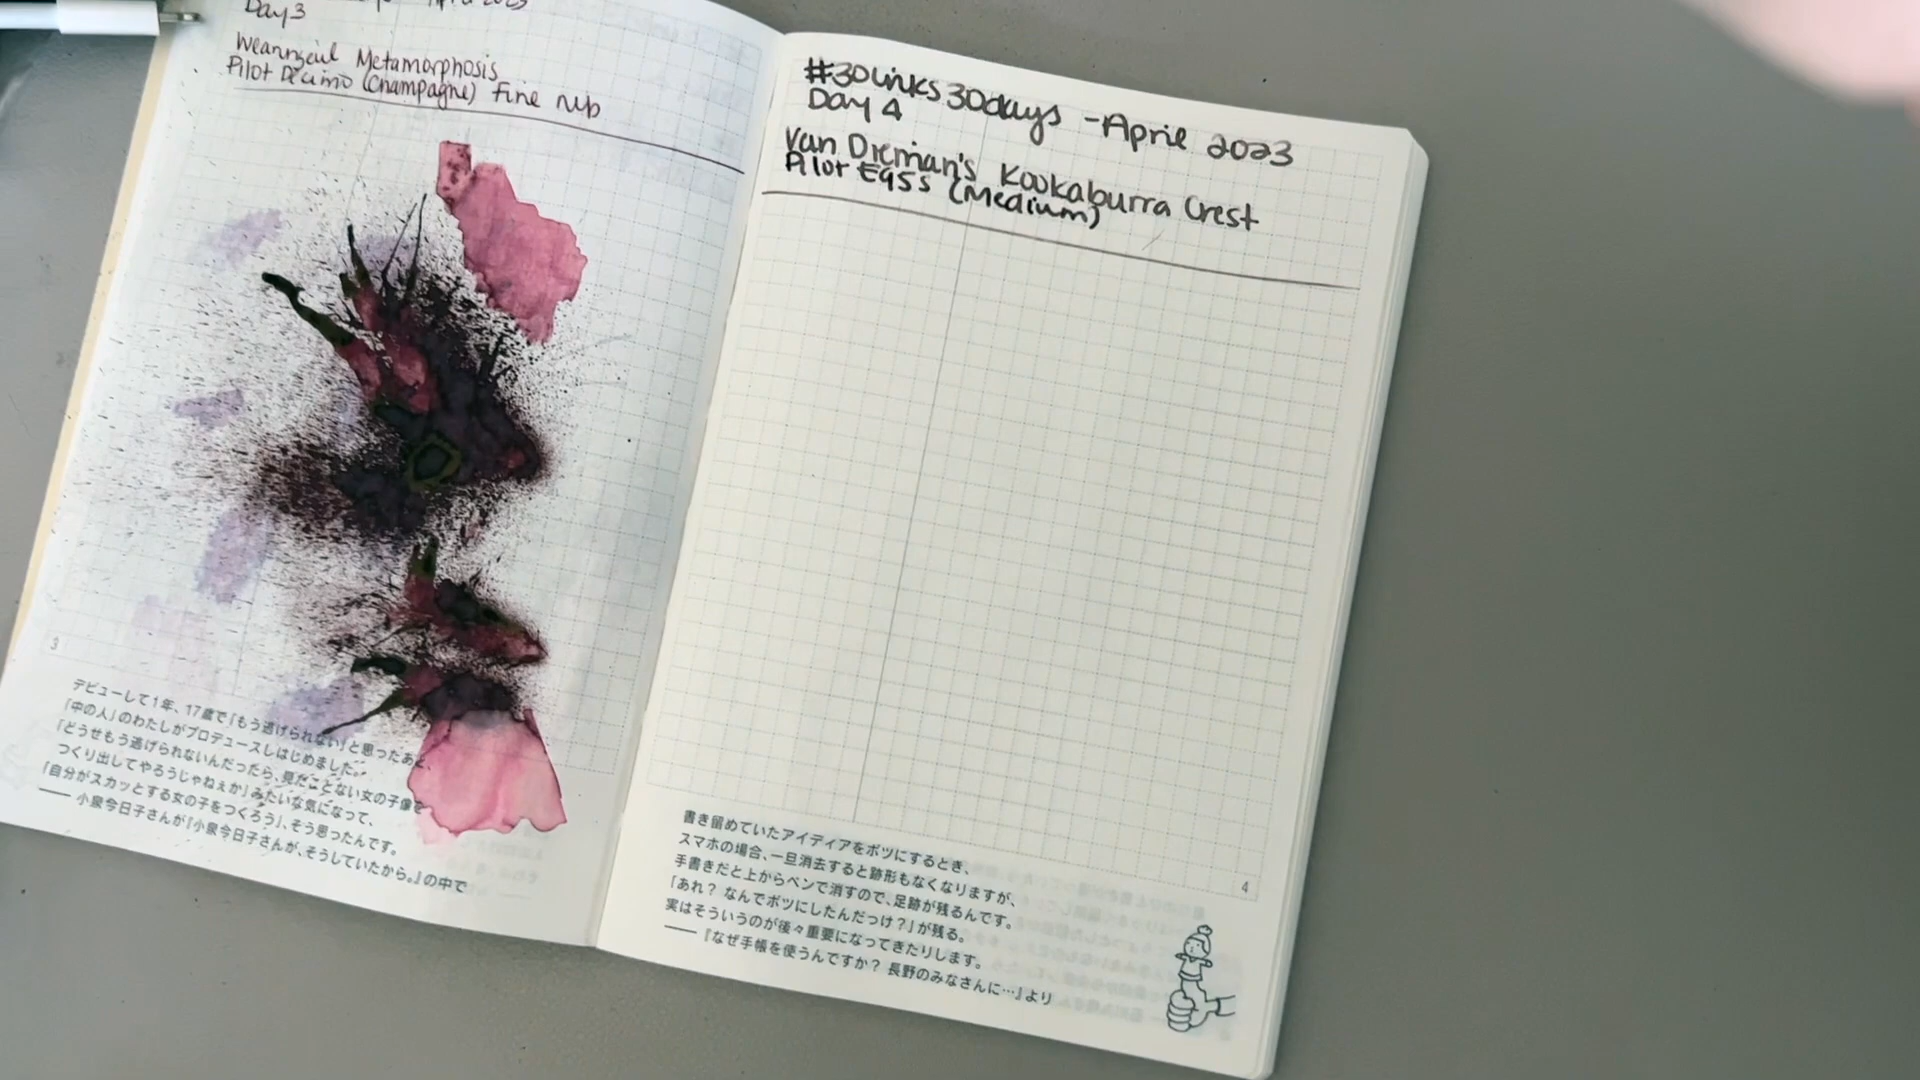 April 2023
Day 3
Wearingeul Metamorphosis
Pilot Decimo (Champagne) Fine nib
3
デビューして1年、17歳で「もう逃げられない」と思ったあと、
「中の人」のわたしがプロデュースしはじめました。
「どうせもう逃げられないんだったら、見たことない女の子像を
つくり出してやろうじゃねぇか」みたいな気になって、
「自分がスカッとする女の子をつくろう」、そう思ったんです。
── 小泉今日子さんが『小泉今日子さんが、そうしていたから。』の中で
#30inks30days - April 2023
Day 4
Van Dieman's Kookaburra Crest
Pilot E95s (Medium)
4
書き留めていたアイディアをボツにするとき、
スマホの場合、一旦消去すると跡形もなくなりますが、
手書きだと上からペンで消すので、足跡が残るんです。
「あれ? なんでボツにしたんだっけ?」が残る。
実はそういうのが後々重要になってきたりします。
── 『なぜ手帳を使うんですか? 長野のみなさんに…』より